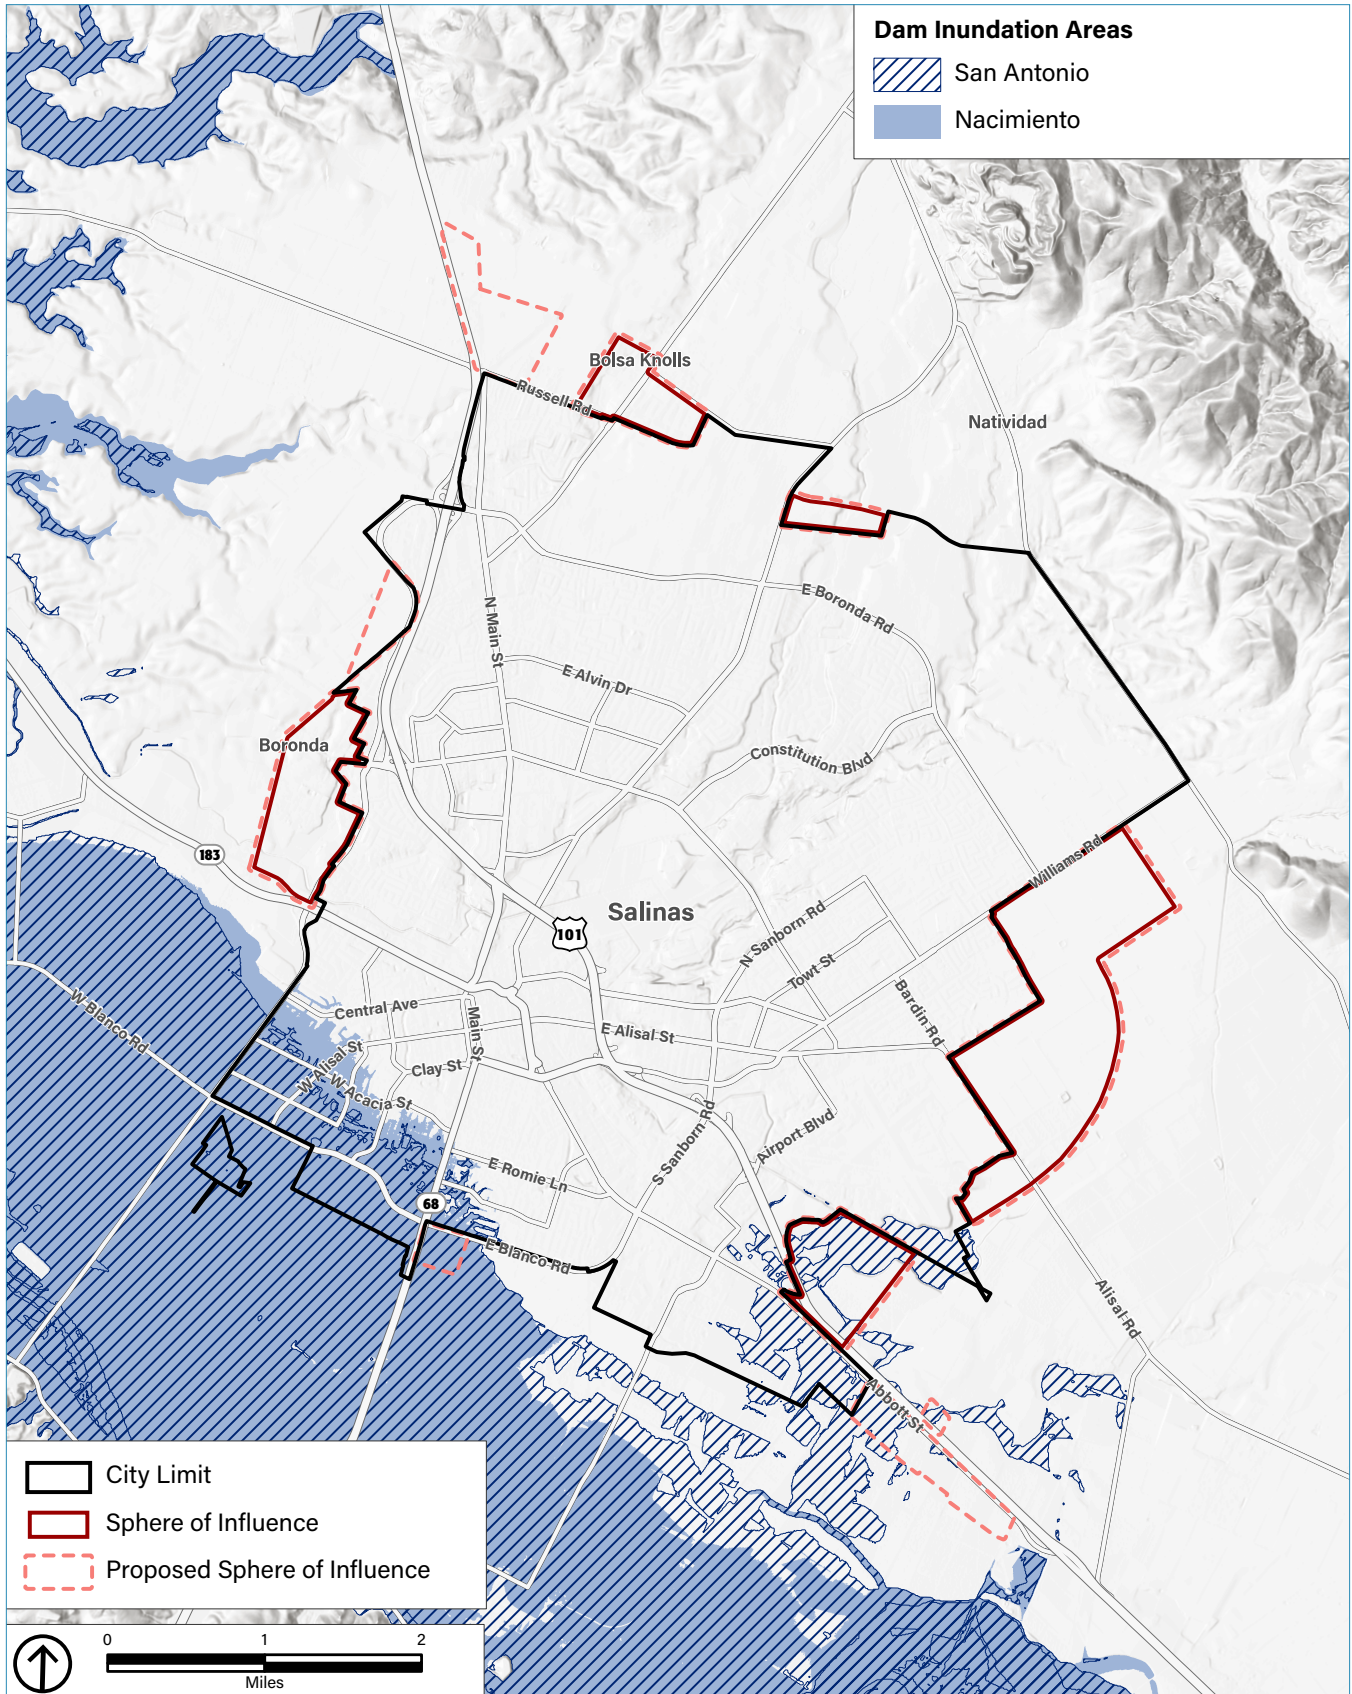 Dam Inundation Areas
San Antonio
Nacimiento
Bolsa Knolls
Russell Rd
Natividad
E Boronda Rd
N Main St
E Alvin Dr
Boronda
Constitution Blvd
183
Williams Rd
Salinas
101
N Sanborn Rd
Towt St
Bardin Rd
W Blanco Rd
Central Ave
Main St
E Alisal St
W Alisal St
Clay St
W Acacia St
S Sanborn Rd
Airport Blvd
E Romie Ln
68
E Blanco Rd
Alisal Rd
Abbott St
City Limit
Sphere of Influence
Proposed Sphere of Influence
0 1 2
Miles